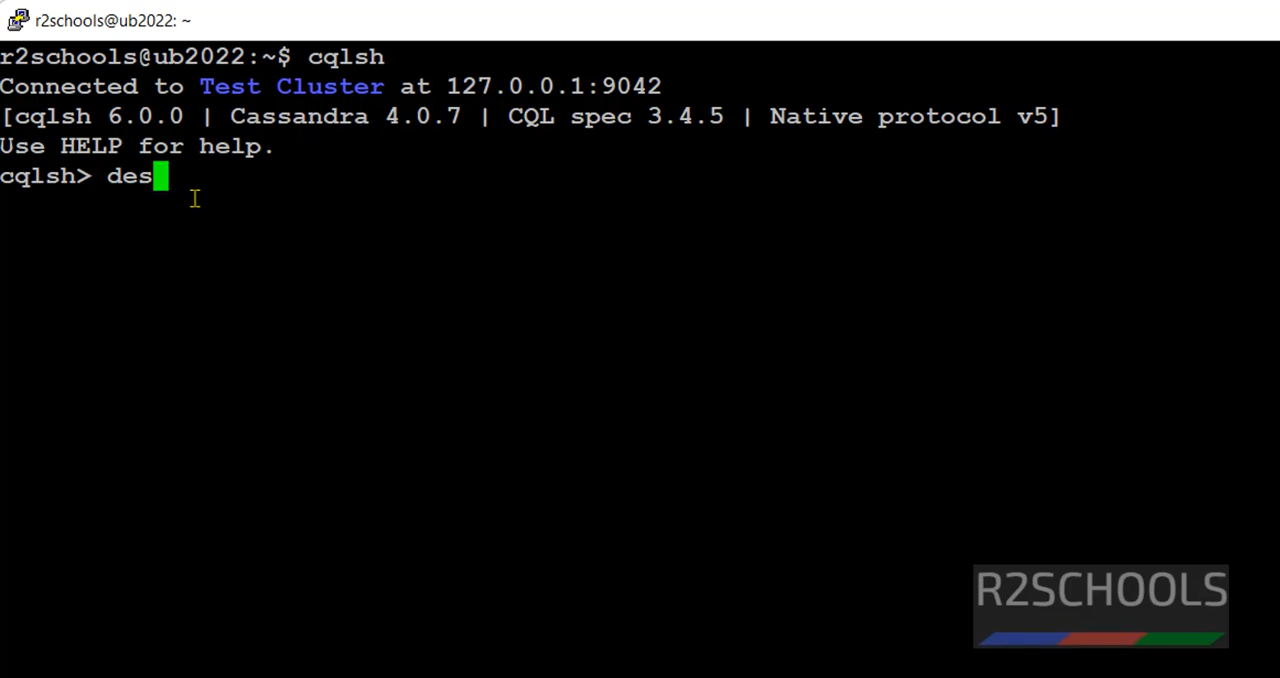 r2schools@ub2022: ~
r2schools@ub2022:~$ cqlsh
Connected to Test Cluster at 127.0.0.1:9042
[cqlsh 6.0.0 | Cassandra 4.0.7 | CQL spec 3.4.5 | Native protocol v5]
Use HELP for help.
cqlsh> des
R2SCHOOLS